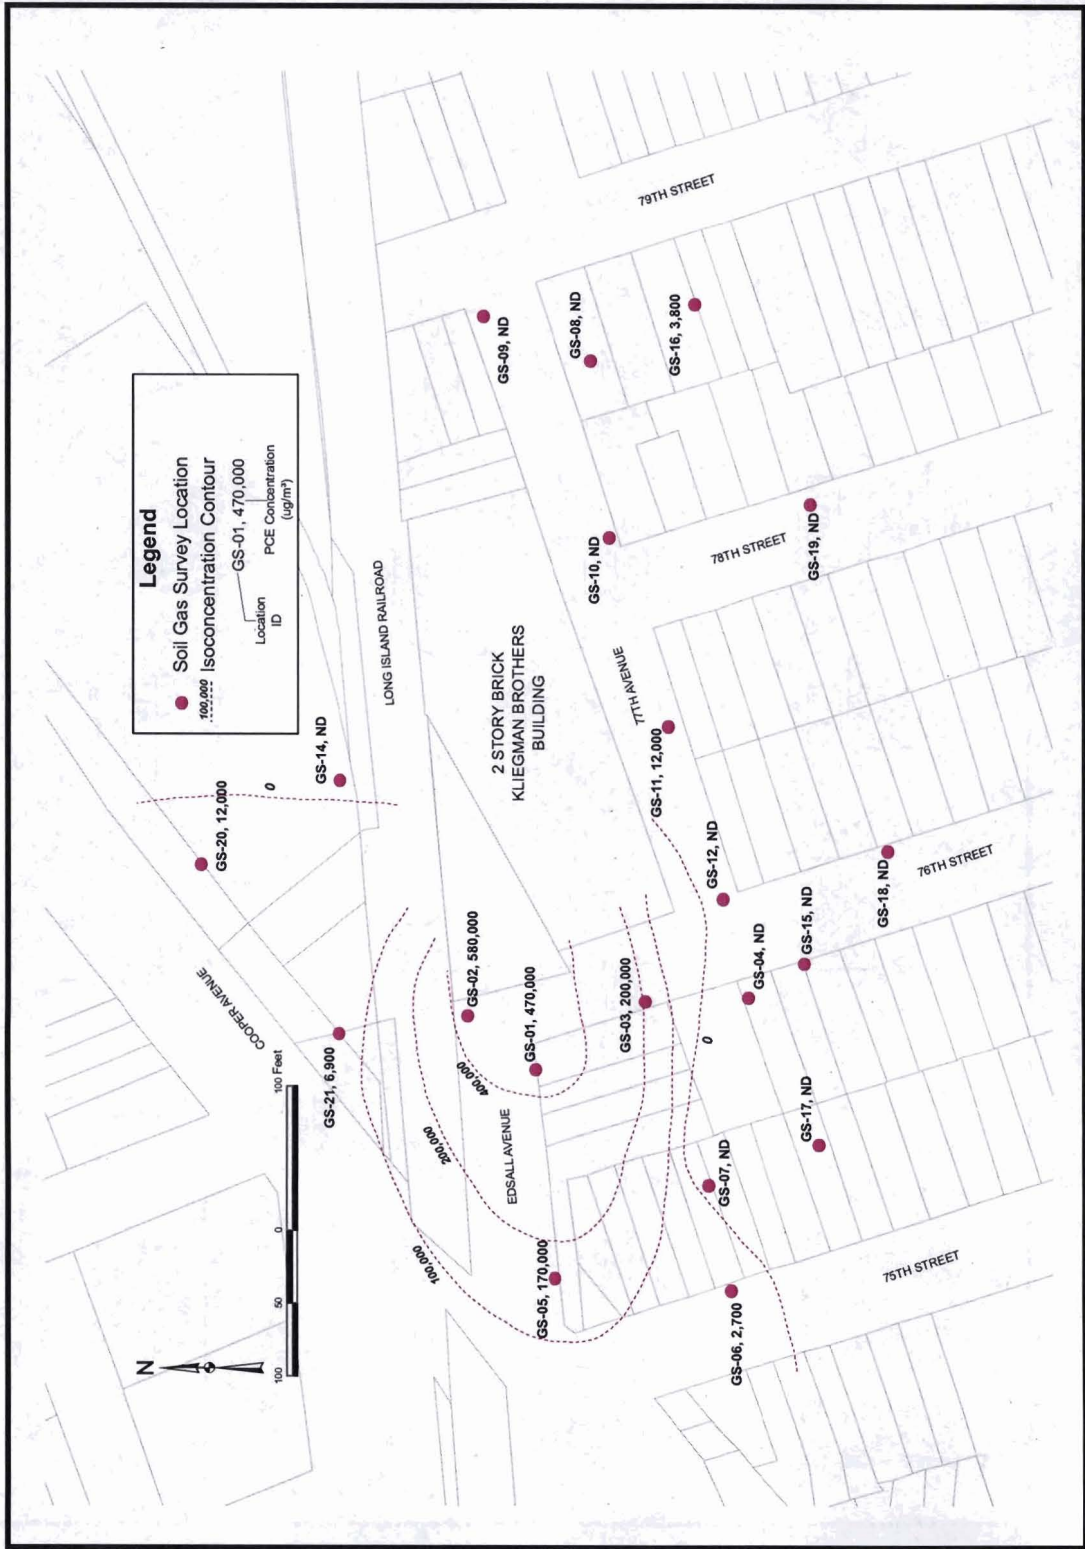 Legend
Soil Gas Survey Location
100,000 Isoconcentration Contour
GS-01, 470,000
Location
ID
PCE Concentration
(ug/m³)
N
100
50
0
100 Feet
COOPER AVENUE
GS-20, 12,000
0
GS-14, ND
GS-21, 6,900
LONG ISLAND RAILROAD
100,000
200,000
400,000
GS-02, 580,000
EDSALL AVENUE
GS-01, 470,000
GS-05, 170,000
GS-03, 200,000
2 STORY BRICK
KLIEGMAN BROTHERS
BUILDING
GS-09, ND
GS-08, ND
GS-16, 3,800
79TH STREET
GS-10, ND
77TH AVENUE
GS-11, 12,000
78TH STREET
GS-19, ND
GS-12, ND
0
GS-07, ND
GS-04, ND
GS-06, 2,700
GS-17, ND
GS-15, ND
GS-18, ND
75TH STREET
76TH STREET